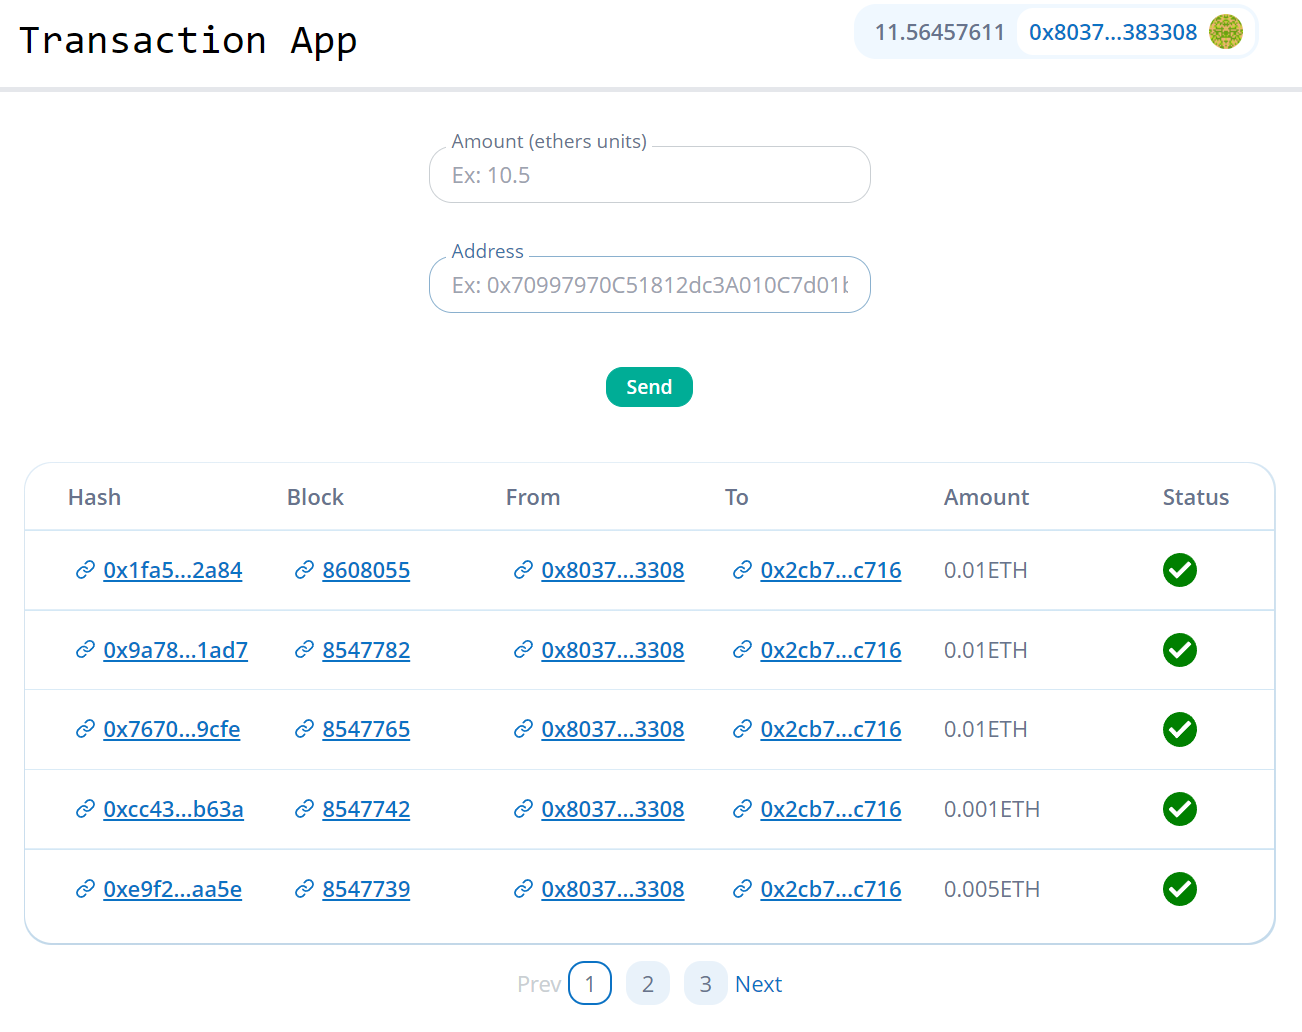 Transaction App
11.56457611 0x8037...383308
Amount (ethers units)
Ex: 10.5
Address
Ex: 0x70997970C51812dc3A010C7d01b
Send
Hash Block From To Amount Status
0x1fa5...2a84 8608055 0x8037...3308 0x2cb7...c716 0.01ETH
0x9a78...1ad7 8547782 0x8037...3308 0x2cb7...c716 0.01ETH
0x7670...9cfe 8547765 0x8037...3308 0x2cb7...c716 0.01ETH
0xcc43...b63a 8547742 0x8037...3308 0x2cb7...c716 0.001ETH
0xe9f2...aa5e 8547739 0x8037...3308 0x2cb7...c716 0.005ETH
Prev 1 2 3 Next